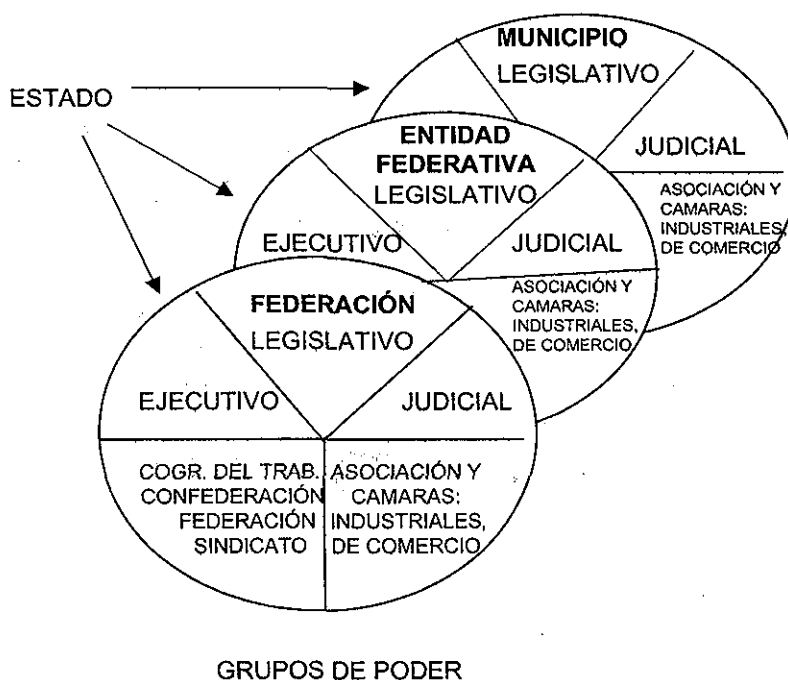 ESTADO
MUNICIPIO
LEGISLATIVO
JUDICIAL
ASOCIACIÓN Y
CAMARAS:
INDUSTRIALES,
DE COMERCIO
ENTIDAD
FEDERATIVA
LEGISLATIVO
EJECUTIVO
JUDICIAL
ASOCIACIÓN Y
CAMARAS:
INDUSTRIALES,
DE COMERCIO
FEDERACIÓN
LEGISLATIVO
EJECUTIVO
JUDICIAL
COGR. DEL TRAB.
CONFEDERACIÓN
FEDERACIÓN
SINDICATO
ASOCIACIÓN Y
CAMARAS:
INDUSTRIALES,
DE COMERCIO
GRUPOS DE PODER